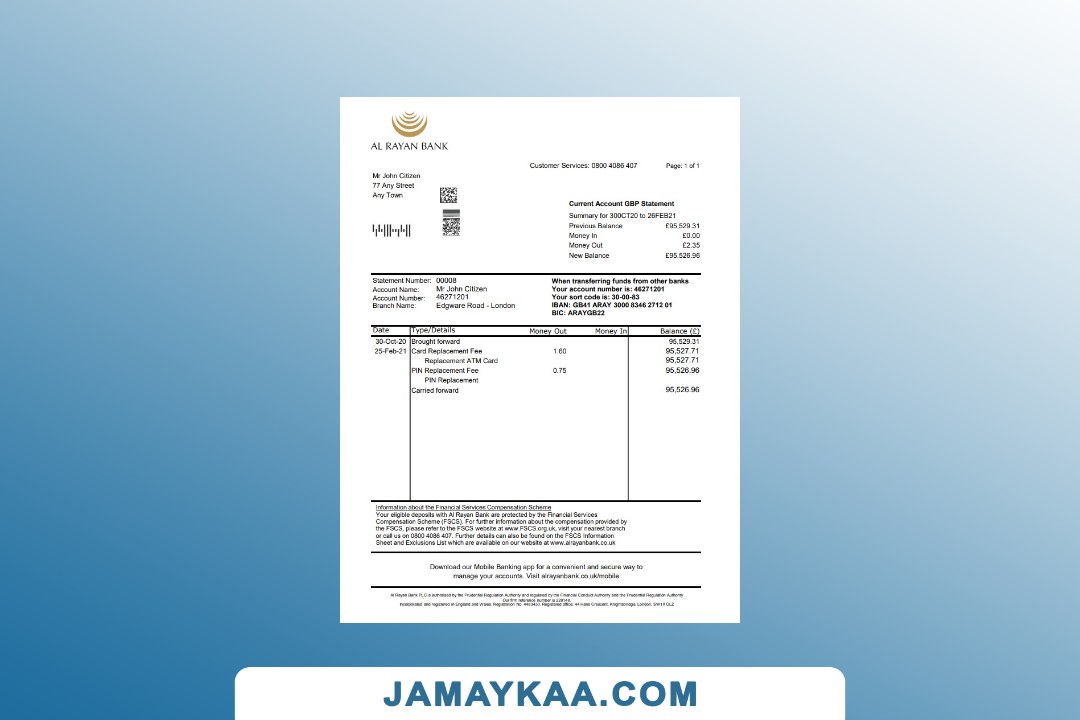 AL RAYAN BANK
Customer Services: 0800 4086 407 Page: 1 of 1
Mr John Citizen
77 Any Street
Any Town
Current Account GBP Statement
Summary for 30OCT20 to 26FEB21
Previous Balance £95,529.31
Money In £0.00
Money Out £2.35
New Balance £95,526.96
Statement Number: 00008
Account Name: Mr John Citizen
Account Number: 46271201
Branch Name: Edgware Road - London
When transferring funds from other banks
Your account number is: 46271201
Your sort code is: 30-00-83
IBAN: GB41 ARAY 3000 8346 2712 01
BIC: ARAYGB22
Date Type/Details Money Out Money In Balance (£)
30-Oct-20 Brought forward 95,529.31
25-Feb-21 Card Replacement Fee 1.60 95,527.71
Replacement ATM Card 95,527.71
PIN Replacement Fee 0.75 95,526.96
PIN Replacement
Carried forward 95,526.96
Information about the Financial Services Compensation Scheme
Your eligible deposits with Al Rayan Bank are protected by the Financial Services
Compensation Scheme (FSCS). For further information about the compensation provided by
the FSCS, please refer to the FSCS website at www.FSCS.org.uk, visit your nearest branch
or call us on 0800 4086 407. Further details can also be found on the FSCS Information
Sheet and Exclusions List which are available on our website at www.alrayanbank.co.uk
Download our Mobile Banking app for a convenient and secure way to
manage your accounts. Visit alrayanbank.co.uk/mobile
Al Rayan Bank PLC is authorised by the Prudential Regulation Authority and regulated by the Financial Conduct Authority and the Prudential Regulation Authority
Our firm reference number is 229148.
Incorporated and registered in England and Wales. Registration No. 4483430. Registered office: 44 Hans Crescent, Knightsbridge, London, SW1X 0LZ
JAMAYKAA.COM